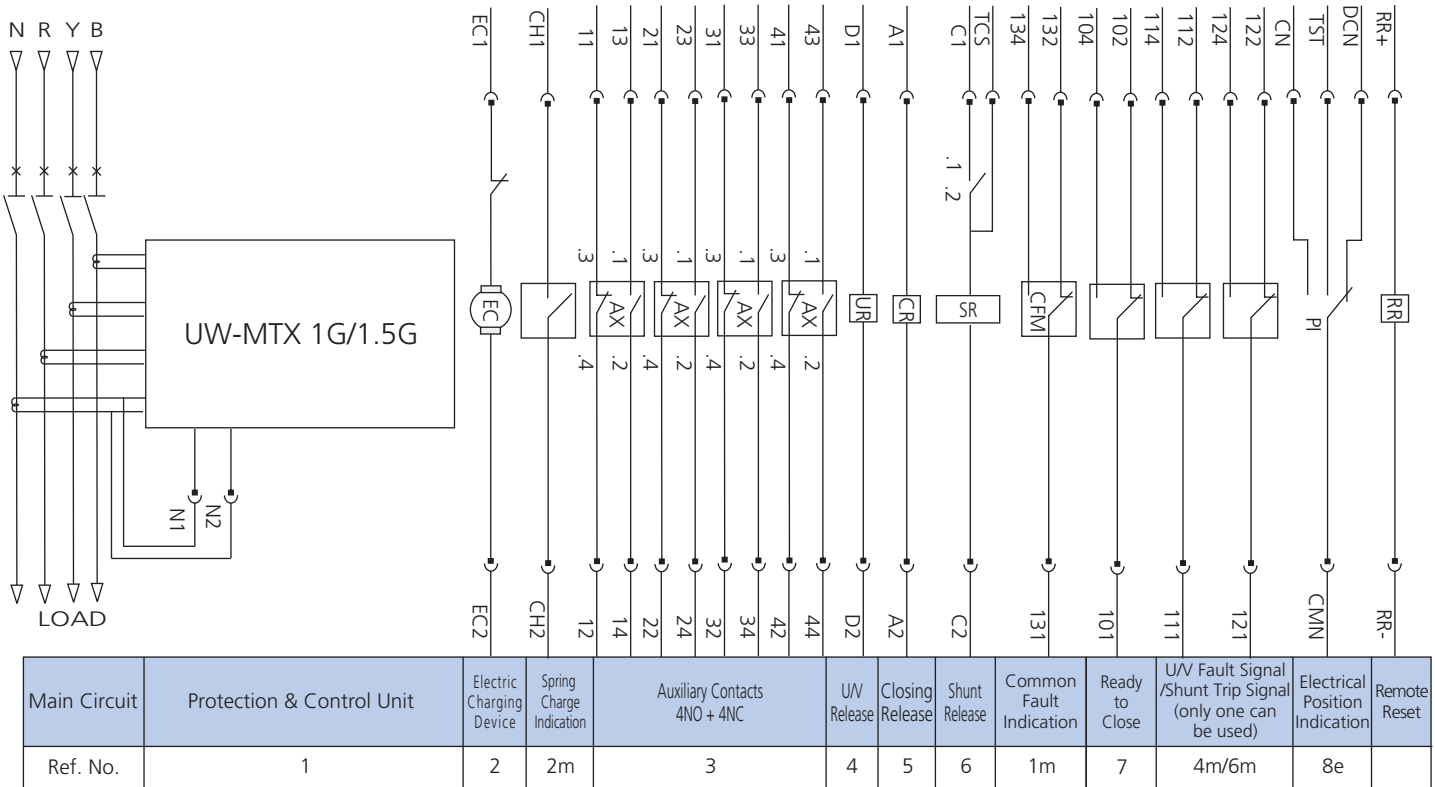 N R Y B
EC1
CH1
11
13
21
23
31
33
41
43
D1
A1
C1
TCS
134
132
104
102
114
112
124
122
CN
TST
DCN
RR+
.1
.2
UW-MTX 1G/1.5G
.3
.1
.3
.1
.3
.1
.3
.1
EC
AX
AX
AX
AX
UR
CR
SR
CFM
PI
RR
.4
.2
.4
.2
.4
.2
.4
.2
N1
N2
LOAD
EC2
CH2
12
14
22
24
32
34
42
44
D2
A2
C2
131
101
111
121
CMN
RR-
Main Circuit
Protection & Control Unit
Electric
Charging
Device
Spring
Charge
Indication
Auxiliary Contacts
4NO + 4NC
U/V
Release
Closing
Release
Shunt
Release
Common
Fault
Indication
Ready
to
Close
U/V Fault Signal
/Shunt Trip Signal
(only one can
be used)
Electrical
Position
Indication
Remote
Reset
Ref. No.
1
2
2m
3
4
5
6
1m
7
4m/6m
8e